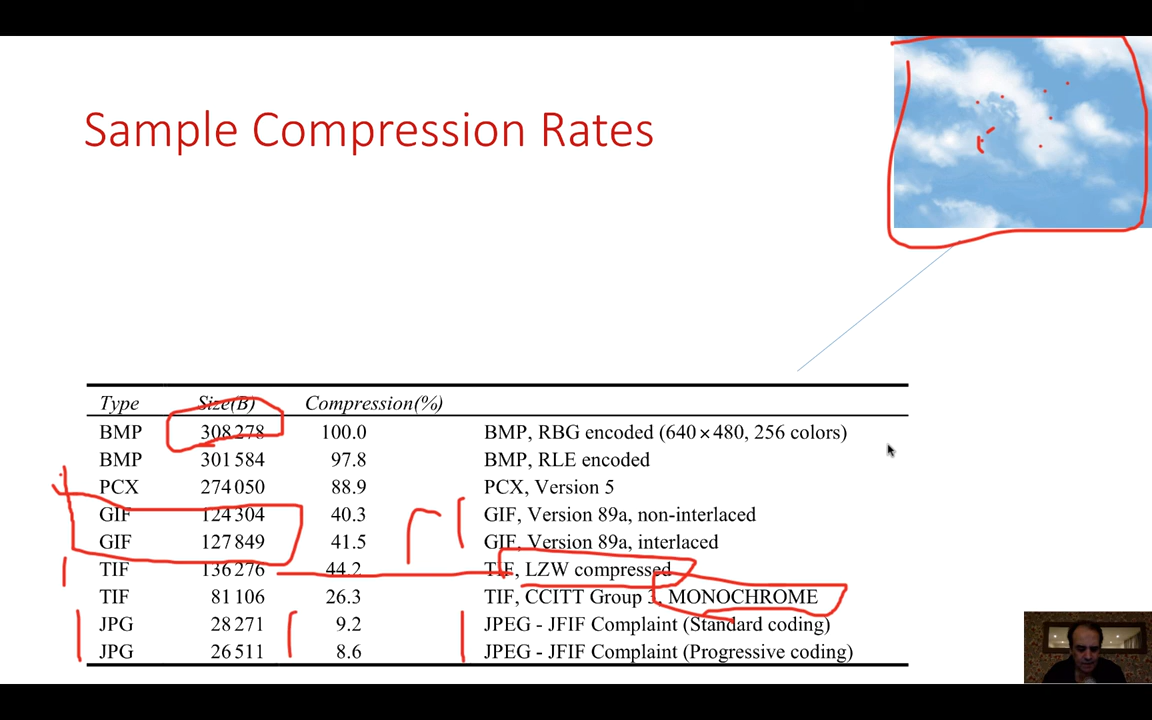 Sample Compression Rates
Type Size(B) Compression(%)
BMP 308 278 100.0 BMP, RBG encoded (640×480, 256 colors)
BMP 301 584 97.8 BMP, RLE encoded
PCX 274 050 88.9 PCX, Version 5
GIF 124 304 40.3 GIF, Version 89a, non-interlaced
GIF 127 849 41.5 GIF, Version 89a, interlaced
TIF 136 276 44.2 TIF, LZW compressed
TIF 81 106 26.3 TIF, CCITT Group 3, MONOCHROME
JPG 28 271 9.2 JPEG - JFIF Complaint (Standard coding)
JPG 26 511 8.6 JPEG - JFIF Complaint (Progressive coding)